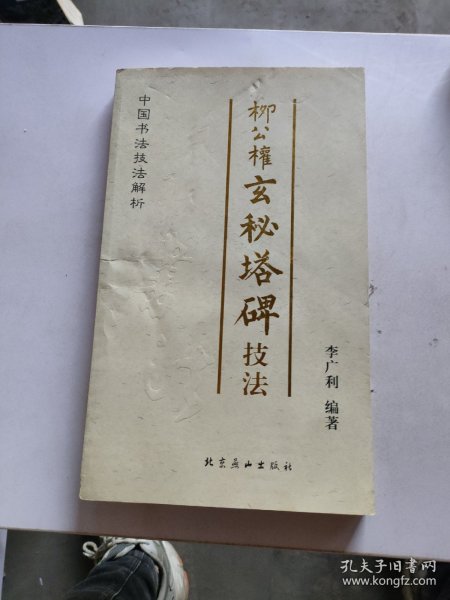 中国书法技法解析
柳公權
玄秘塔碑
技法
李广利 编著
北京燕山出版社
孔夫子旧书网
www.kongfz.com